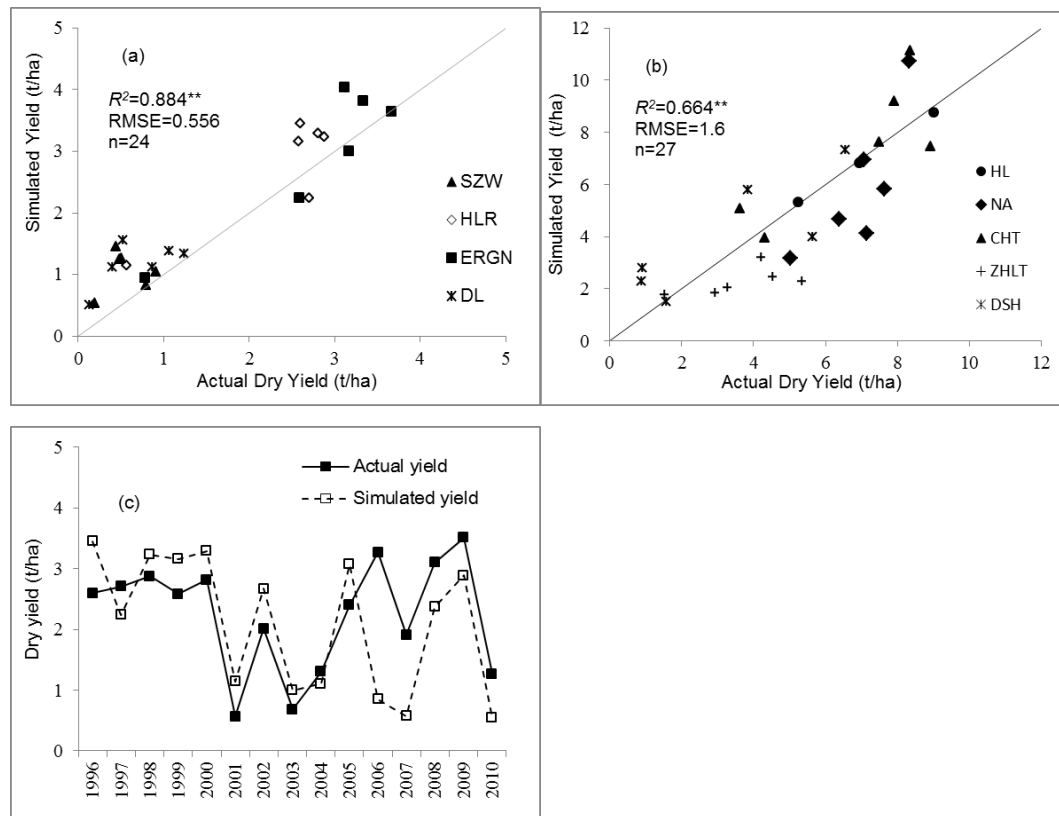 (a)
R²=0.884**
RMSE=0.556
n=24
Simulated Yield (t/ha)
5
4
3
2
1
0
0 1 2 3 4 5
Actual Dry Yield (t/ha)
SZW
HLR
ERGN
DL
(b)
R²=0.664**
RMSE=1.6
n=27
Simulated Yield (t/ha)
12
10
8
6
4
2
0
0 2 4 6 8 10 12
Actual Dry Yield (t/ha)
HL
NA
CHT
ZHLT
DSH
(c)
Actual yield
Simulated yield
Dry yield (t/ha)
5
4
3
2
1
0
1996 1997 1998 1999 2000 2001 2002 2003 2004 2005 2006 2007 2008 2009 2010